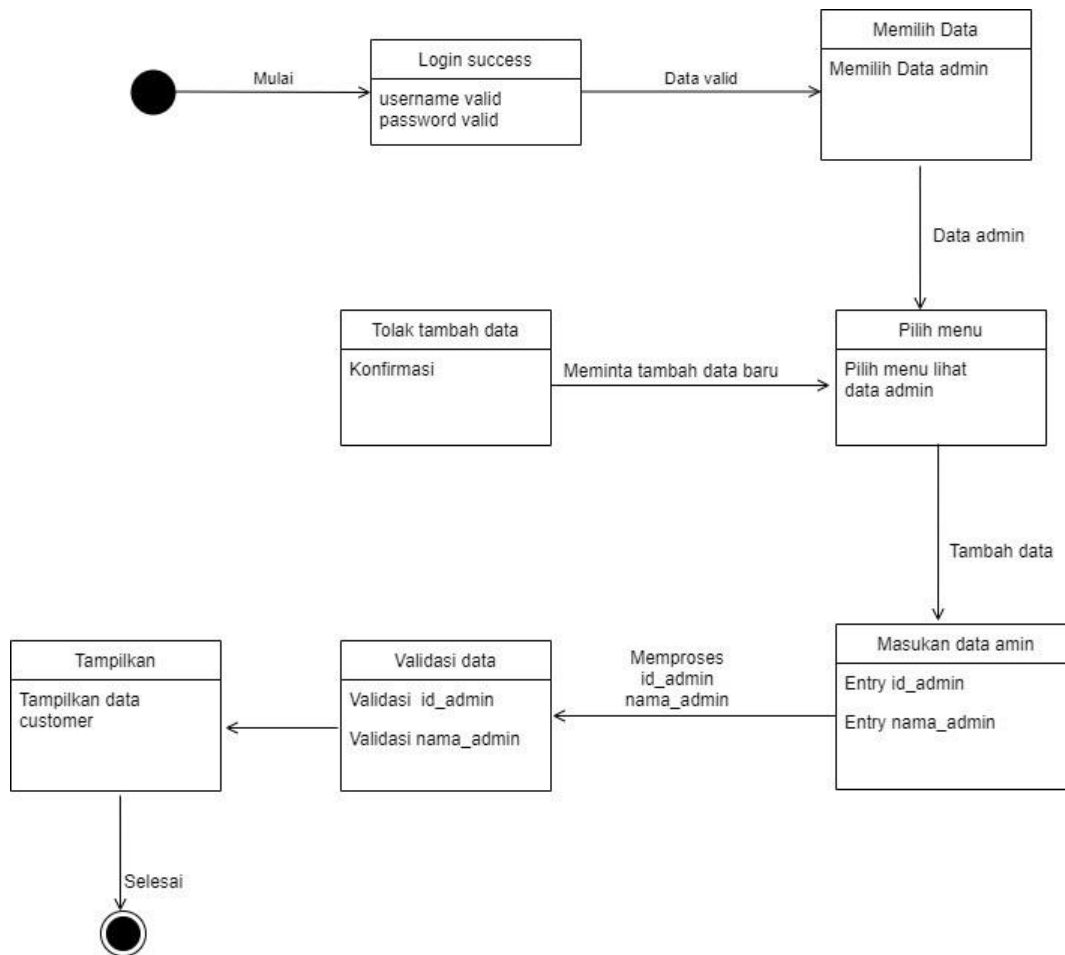 Mulai
Login success
username valid
password valid
Data valid
Memilih Data
Memilih Data admin
Data admin
Tolak tambah data
Konfirmasi
Meminta tambah data baru
Pilih menu
Pilih menu lihat
data admin
Tambah data
Masukan data amin
Entry id_admin
Entry nama_admin
Memproses
id_admin
nama_admin
Validasi data
Validasi id_admin
Validasi nama_admin
Tampilkan
Tampilkan data
customer
Selesai